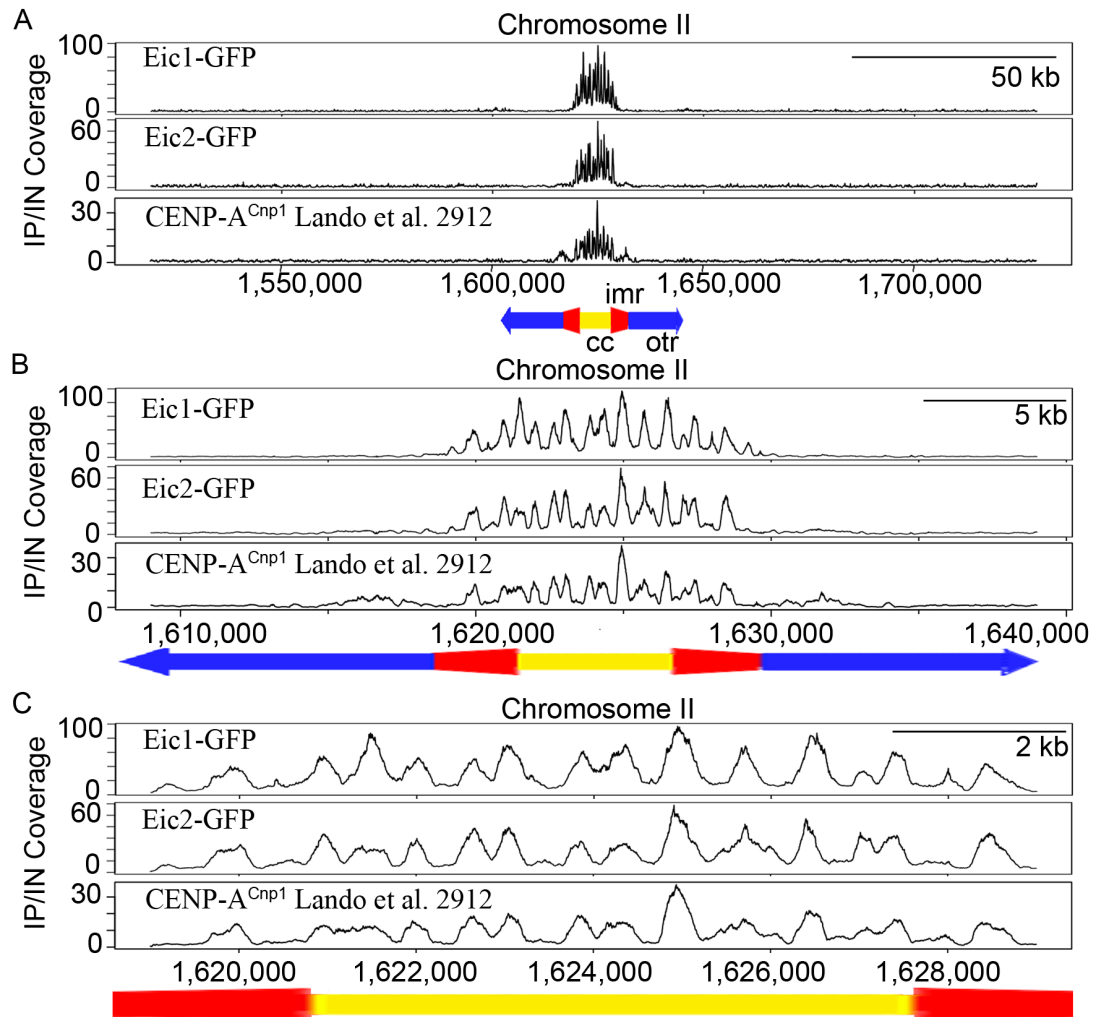 A
Chromosome II
IP/IN Coverage
100
0
Eic1-GFP
50 kb
60
0
Eic2-GFP
30
0
CENP-A^Cnp1 Lando et al. 2912
1,550,000 1,600,000 1,650,000 1,700,000
imr
cc otr
B
Chromosome II
IP/IN Coverage
100
0
Eic1-GFP
5 kb
60
0
Eic2-GFP
30
0
CENP-A^Cnp1 Lando et al. 2912
1,610,000 1,620,000 1,630,000 1,640,000
C
Chromosome II
IP/IN Coverage
100
0
Eic1-GFP
2 kb
60
0
Eic2-GFP
30
0
CENP-A^Cnp1 Lando et al. 2912
1,620,000 1,622,000 1,624,000 1,626,000 1,628,000